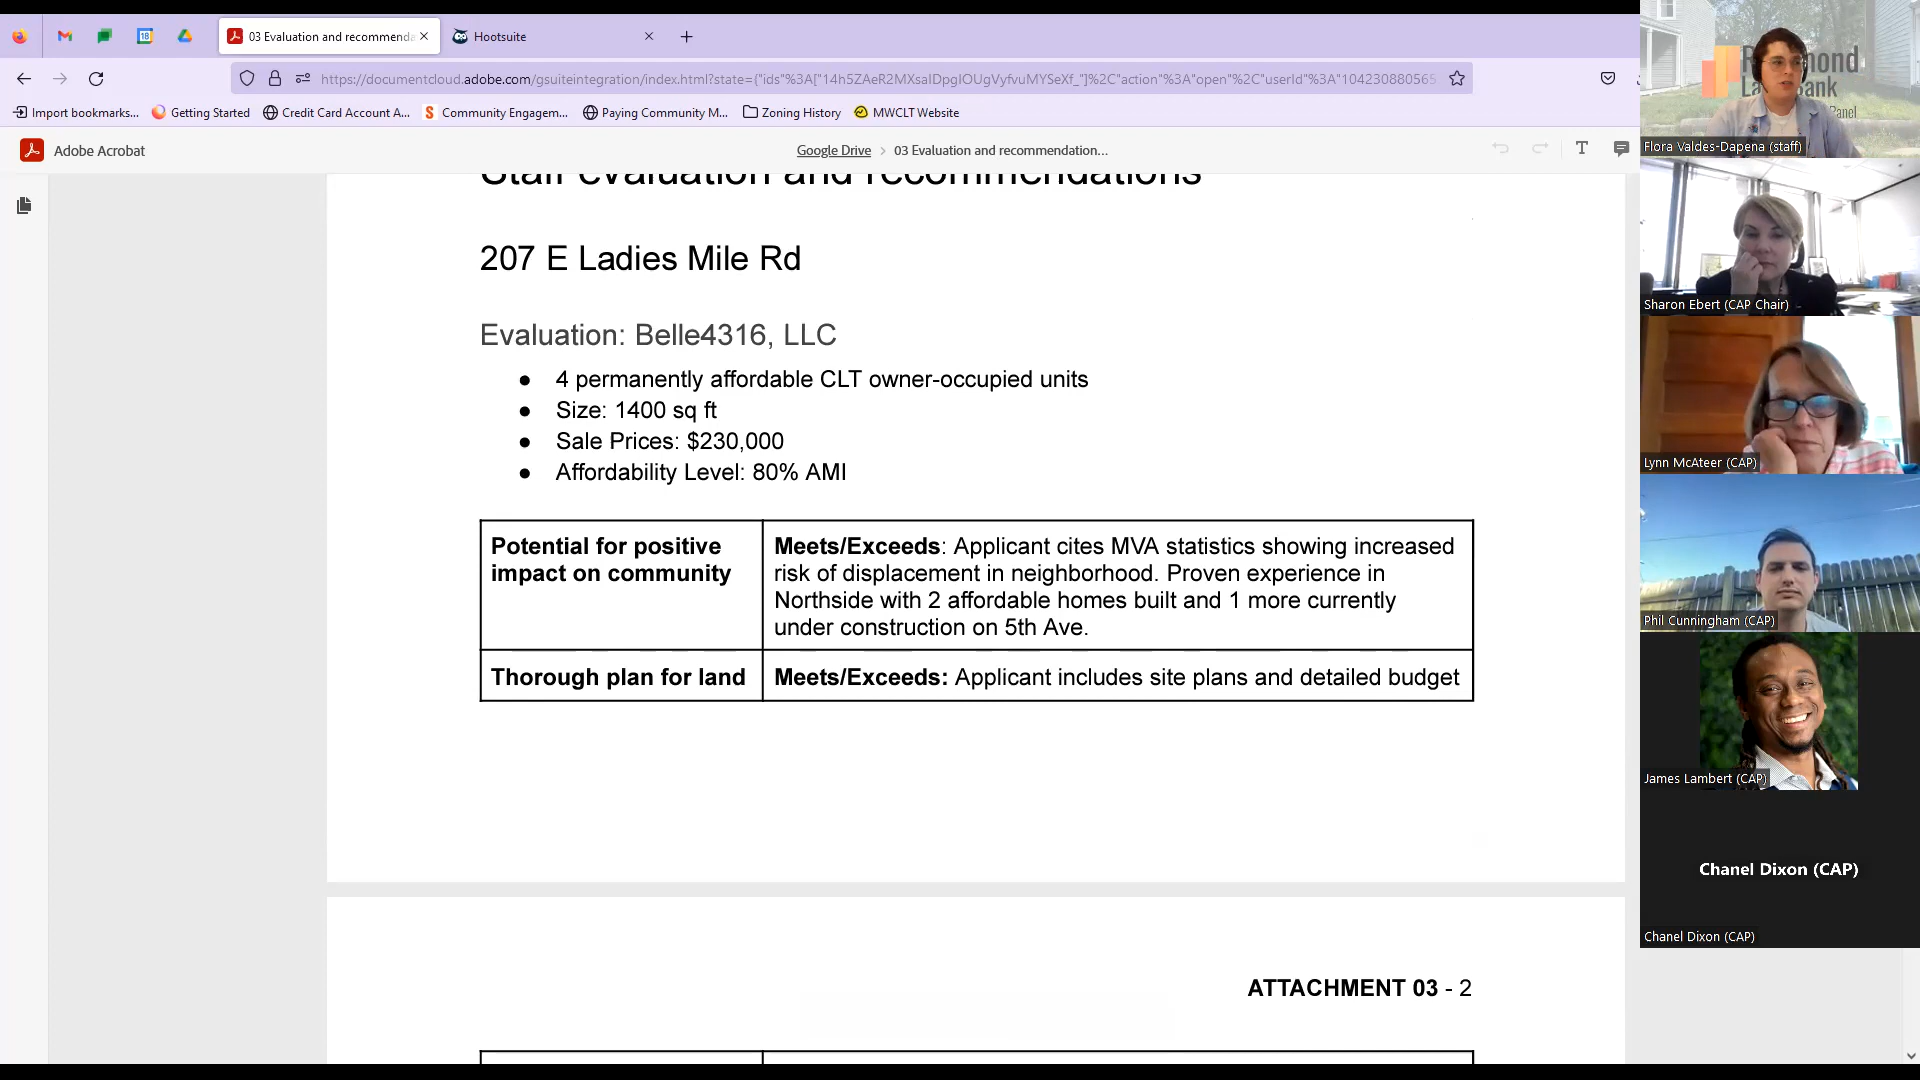 18
03 Evaluation and recommenda
Hootsuite
https://documentcloud.adobe.com/gsuiteintegration/index.html?state={"ids"%3A["14h5ZAeR2MXsaIDpgIOUgVyfvuMYSeXf_"]%2C"action"%3A"open"%2C"userId"%3A"104230880565
Import bookmarks...
Getting Started
Credit Card Account A...
Community Engagem...
Paying Community M...
Zoning History
MWCLT Website
Adobe Acrobat
Google Drive > 03 Evaluation and recommendation...
Staff evaluation and recommendations
207 E Ladies Mile Rd
Evaluation: Belle4316, LLC
● 4 permanently affordable CLT owner-occupied units
● Size: 1400 sq ft
● Sale Prices: $230,000
● Affordability Level: 80% AMI
Potential for positive
impact on community
Meets/Exceeds: Applicant cites MVA statistics showing increased
risk of displacement in neighborhood. Proven experience in
Northside with 2 affordable homes built and 1 more currently
under construction on 5th Ave.
Thorough plan for land
Meets/Exceeds: Applicant includes site plans and detailed budget
ATTACHMENT 03 - 2
Panel
Flora Valdes-Dapena (staff)
Sharon Ebert (CAP Chair)
Lynn McAteer (CAP)
Phil Cunningham (CAP)
James Lambert (CAP)
Chanel Dixon (CAP)
Chanel Dixon (CAP)